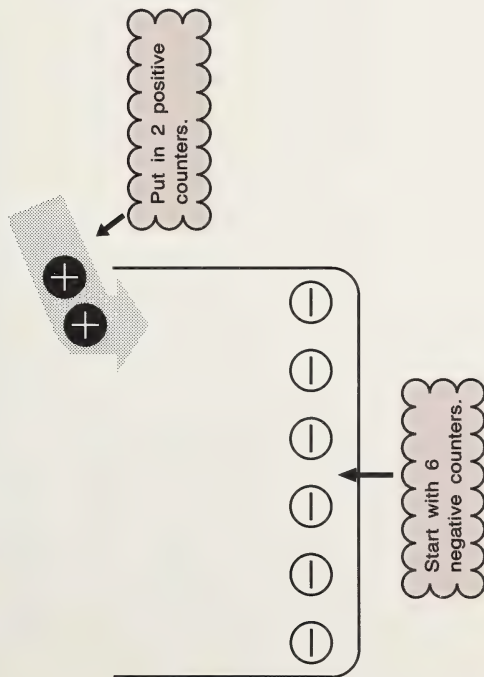 Put in 2 positive
counters.
Start with 6
negative counters.